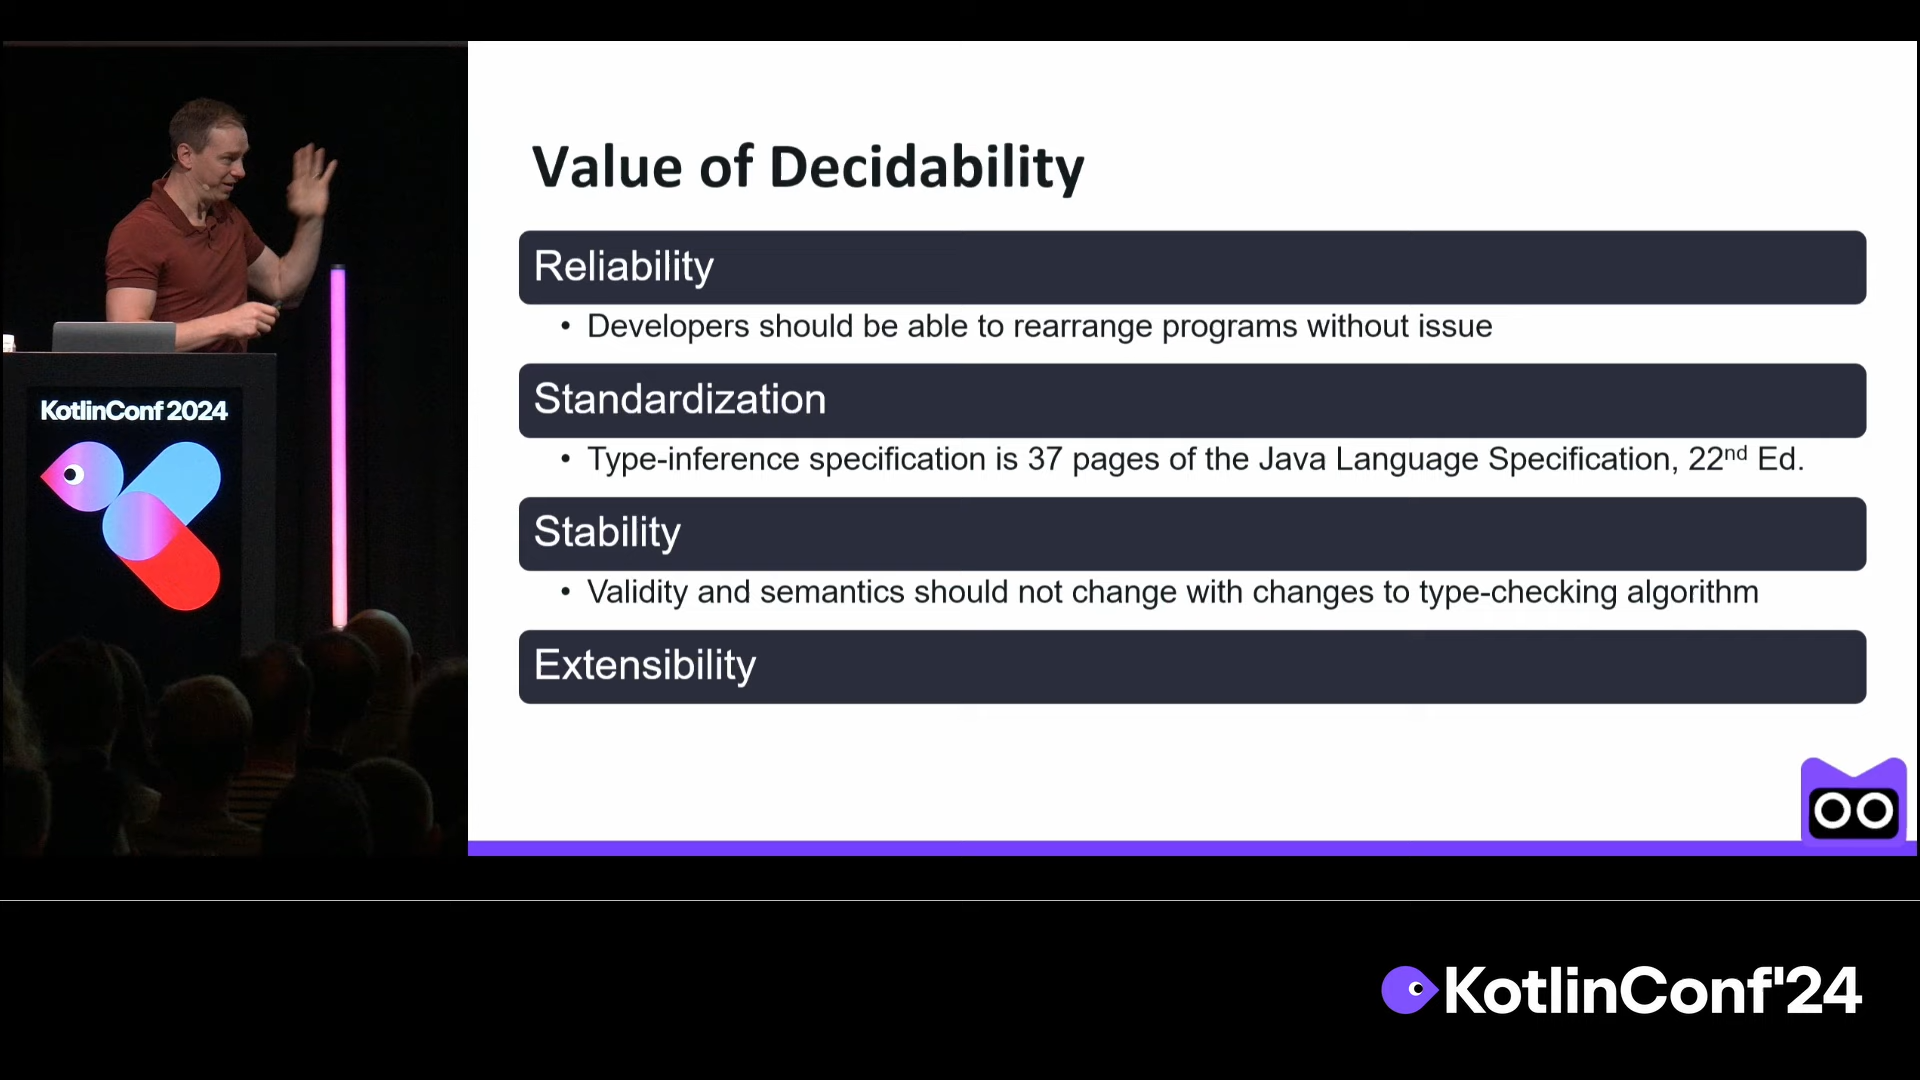 Value of Decidability
Reliability
• Developers should be able to rearrange programs without issue
Standardization
• Type-inference specification is 37 pages of the Java Language Specification, 22nd Ed.
Stability
• Validity and semantics should not change with changes to type-checking algorithm
Extensibility
KotlinConf 2024
KotlinConf'24